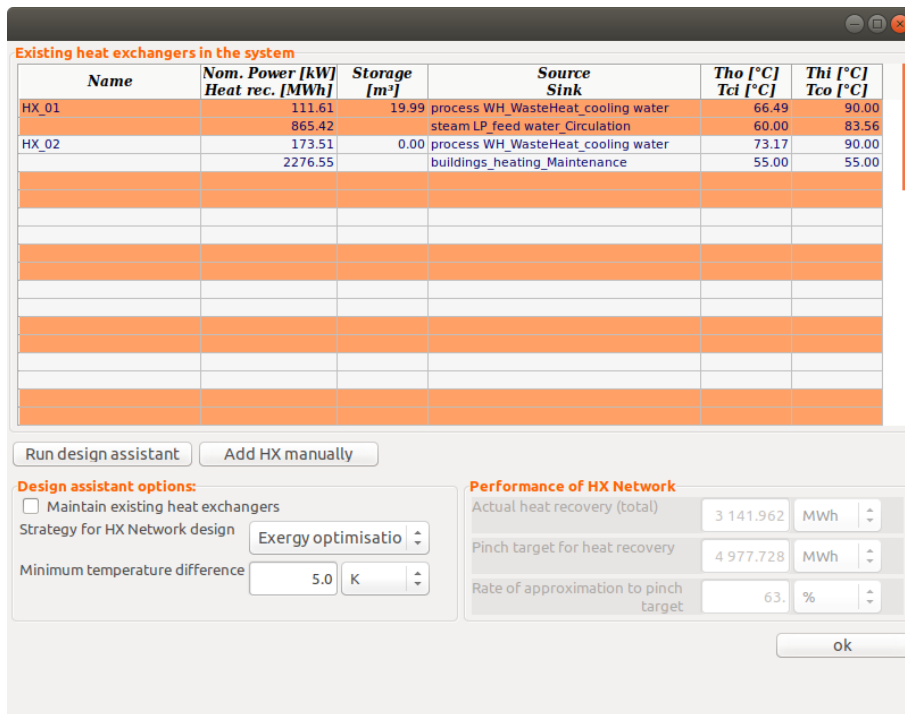 Existing heat exchangers in the system
Name Nom. Power [kW] Storage Source Tho [°C] Thi [°C]
Heat rec. [MWh] [m³] Sink Tci [°C] Tco [°C]
HX_01 111.61 19.99 process WH_WasteHeat_cooling water 66.49 90.00
865.42 steam LP_feed water_Circulation 60.00 83.56
HX_02 173.51 0.00 process WH_WasteHeat_cooling water 73.17 90.00
2276.55 buildings_heating_Maintenance 55.00 55.00
Run design assistant Add HX manually
Design assistant options:
Maintain existing heat exchangers
Strategy for HX Network design Exergy optimisatio
Minimum temperature difference 5.0 K
Performance of HX Network
Actual heat recovery (total) 3 141.962 MWh
Pinch target for heat recovery 4 977.728 MWh
Rate of approximation to pinch 63. %
target
ok